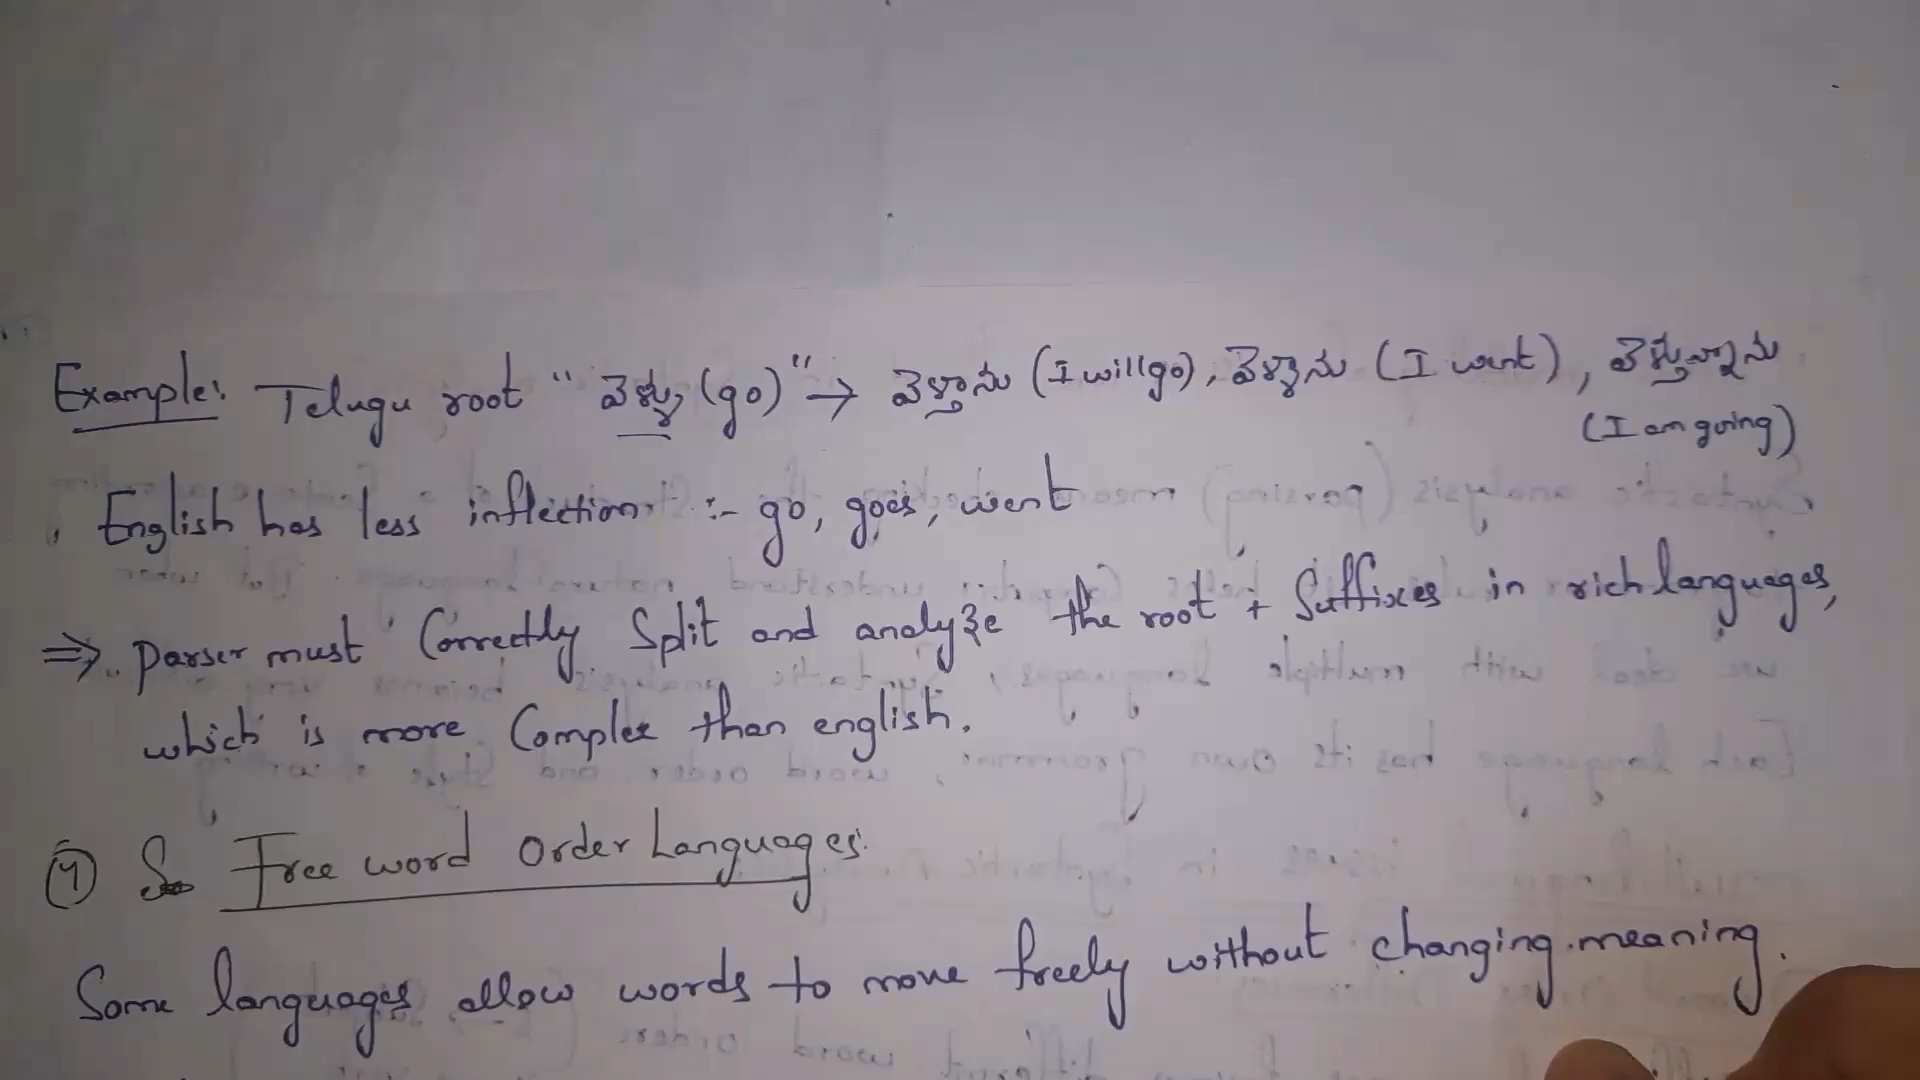 Example: Telugu root "వెళ్ళు (go)" → వెళ్తాను (I will go), వెళ్ళాను (I went), వెళ్తున్నాను
(I am going)
English has less inflection :- go, goes, went
⇒ Parser must Correctly Split and analyze the root + Suffixes in rich languages,
which is more Complex than english.
④ Free word Order Languages.
Some languages allow words to move freely without changing meaning.